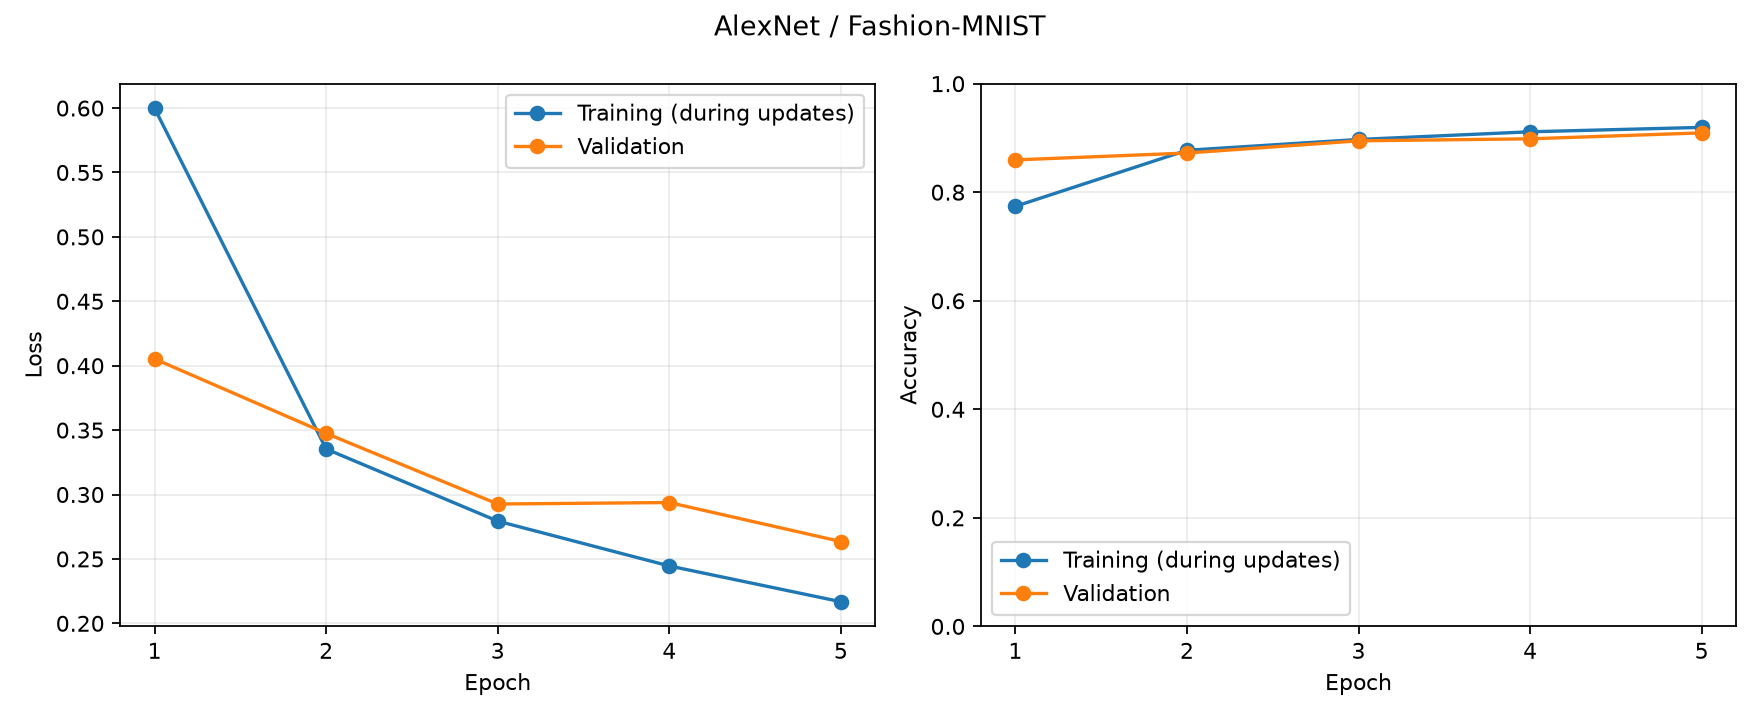 AlexNet / Fashion-MNIST
0.60
0.55
0.50
0.45
0.40
0.35
0.30
0.25
0.20
Loss
Training (during updates)
Validation
1 2 3 4 5
Epoch
1.0
0.8
0.6
0.4
0.2
0.0
Accuracy
Training (during updates)
Validation
1 2 3 4 5
Epoch